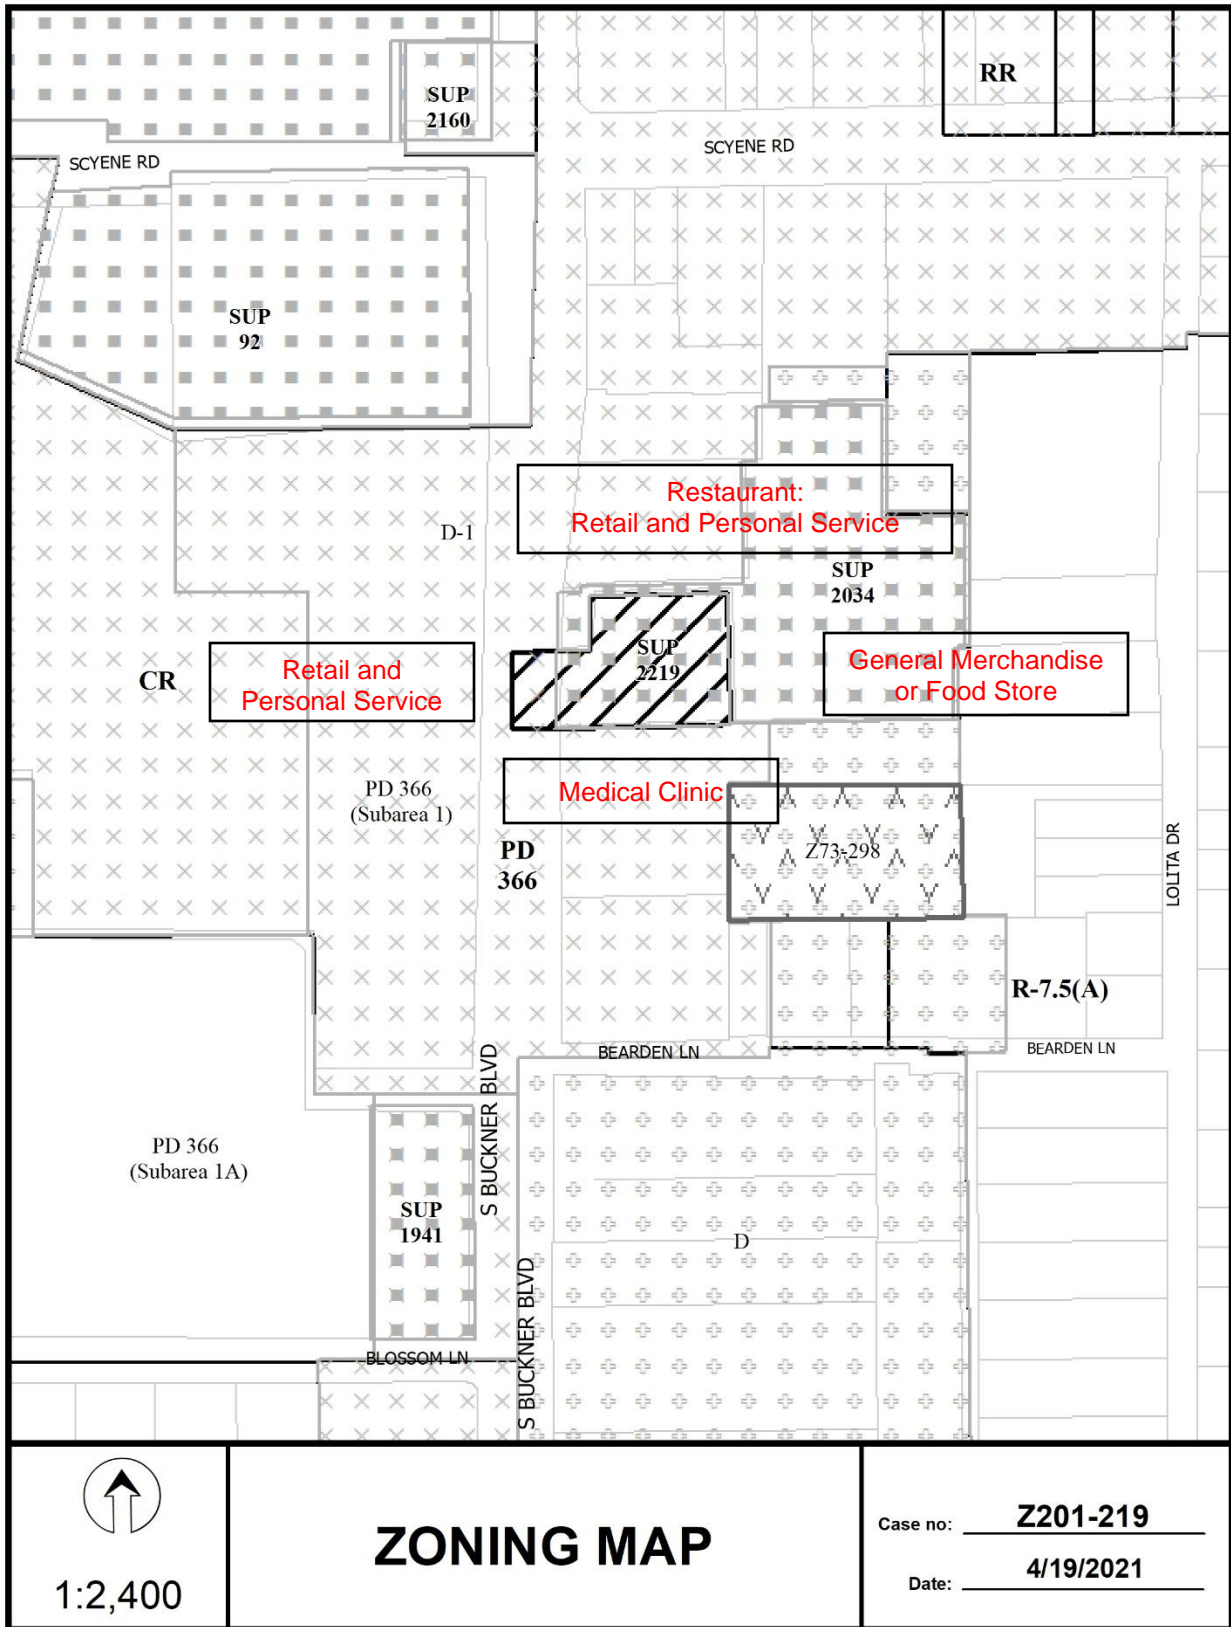 RR
SUP
2160
SCYENE RD
SCYENE RD
SUP
92
Restaurant:
Retail and Personal Service
D-1
SUP
2034
SUP
2219
CR
Retail and
Personal Service
General Merchandise
or Food Store
Medical Clinic
PD 366
(Subarea 1)
PD
366
Z73-298
LOLITA DR
R-7.5(A)
BEARDEN LN
BEARDEN LN
S BUCKNER BLVD
PD 366
(Subarea 1A)
SUP
1941
D
S BUCKNER BLVD
BLOSSOM LN
1:2,400
ZONING MAP
Case no: Z201-219
Date: 4/19/2021